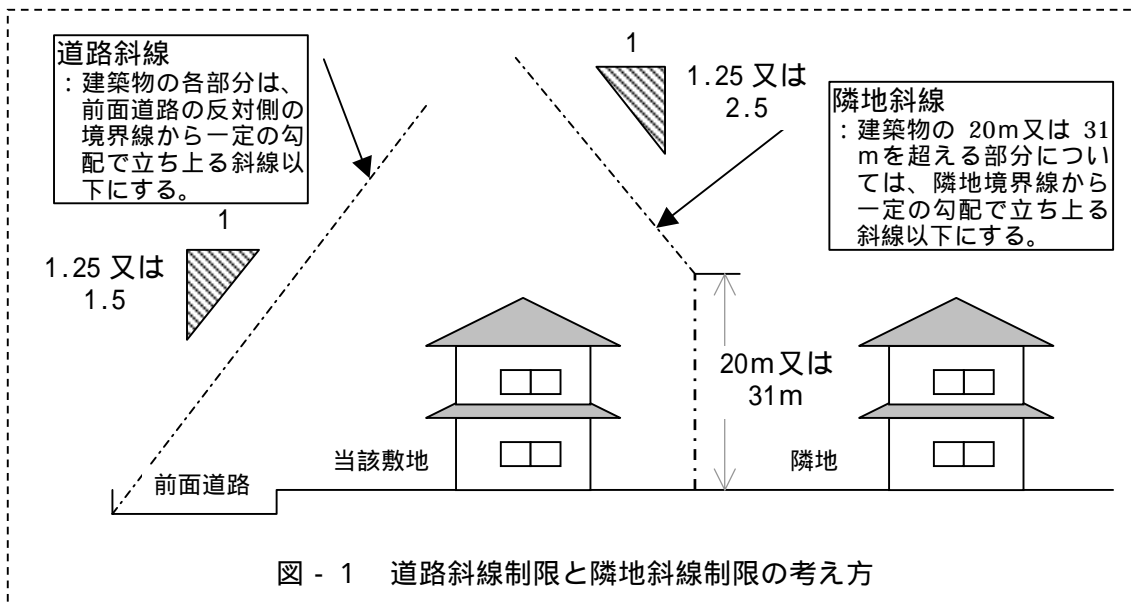 道路斜線
：建築物の各部分は、
前面道路の反対側の
境界線から一定の勾
配で立ち上る斜線以
下にする。
1
1.25 又は
1.5
1
1.25 又は
2.5
隣地斜線
：建築物の 20m又は 31
mを超える部分につい
ては、隣地境界線から
一定の勾配で立ち上る
斜線以下にする。
20m又は
31m
当該敷地
隣地
前面道路
図 - 1 道路斜線制限と隣地斜線制限の考え方